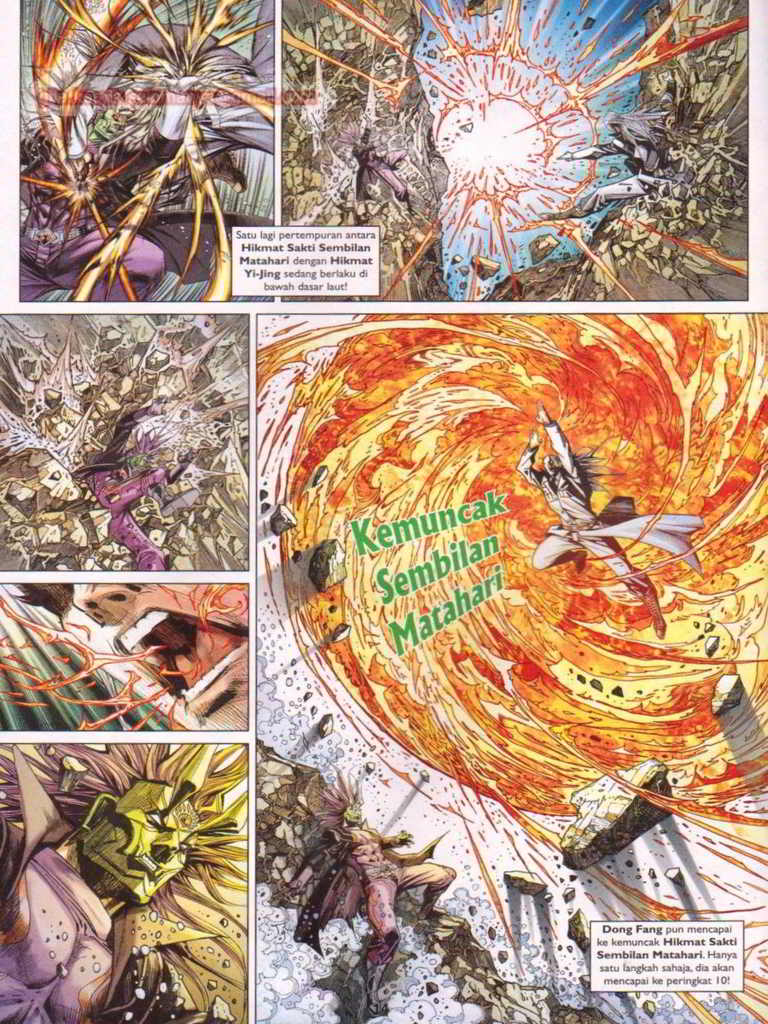 Satu lagi pertempuran antara
Hikmat Sakti Sembilan
Matahari dengan Hikmat
Yi-Jing sedang berlaku di
bawah dasar laut!
Kemuncak
Sembilan
Matahari
Dong Fang pun mencapai
ke kemuncak Hikmat Sakti
Sembilan Matahari. Hanya
satu langkah sahaja, dia akan
mencapai ke peringkat 10!